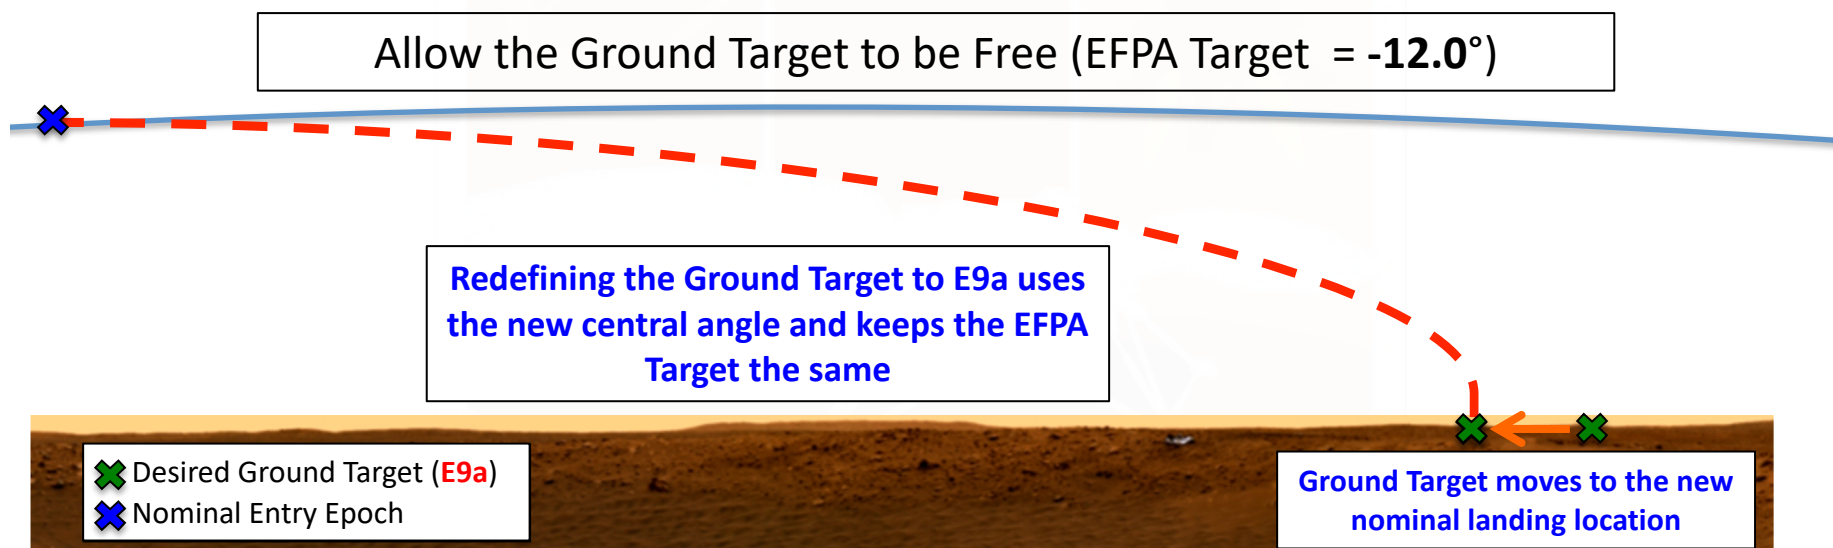 Allow the Ground Target to be Free (EFPA Target = -12.0°)
Redefining the Ground Target to E9a uses
the new central angle and keeps the EFPA
Target the same
Desired Ground Target (E9a)
Nominal Entry Epoch
Ground Target moves to the new
nominal landing location